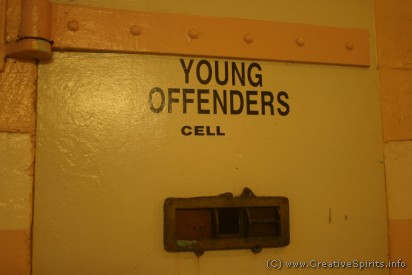 YOUNG
OFFENDERS
CELL
(C) www.CreativeSpirits.info